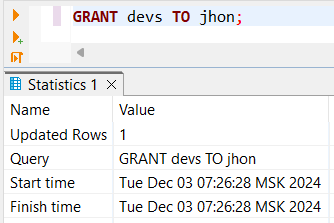 GRANT devs TO jhon;
Statistics 1
Name Value
Updated Rows 1
Query GRANT devs TO jhon
Start time Tue Dec 03 07:26:28 MSK 2024
Finish time Tue Dec 03 07:26:28 MSK 2024